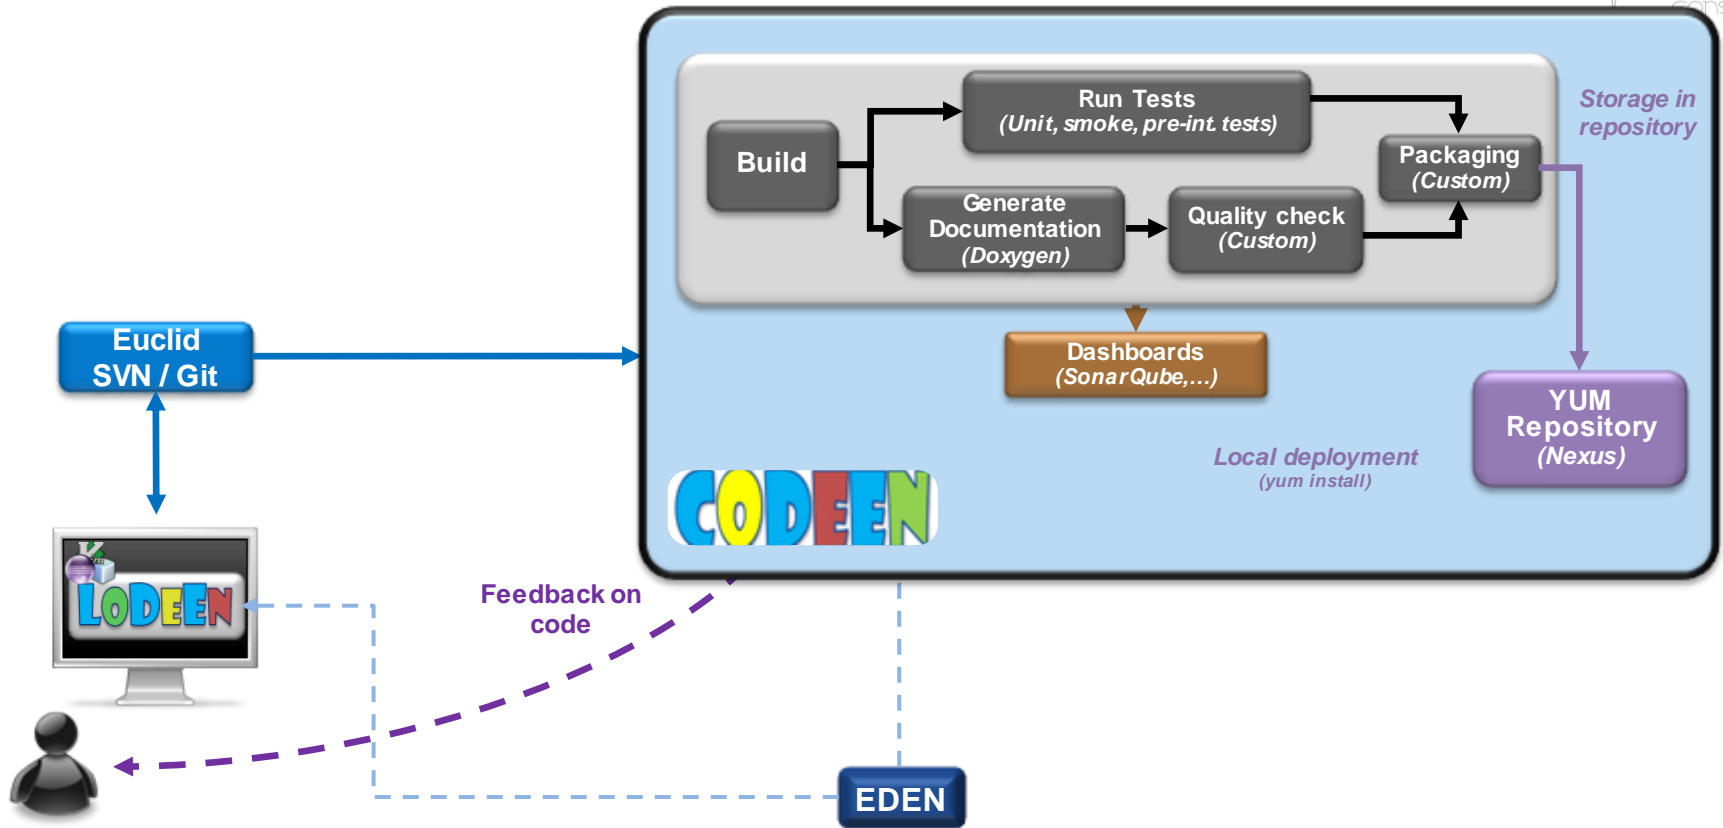 cons
Run Tests
(Unit, smoke, pre-int. tests)
Storage in
repository
Build
Packaging
(Custom)
Generate
Documentation
(Doxygen)
Quality check
(Custom)
Euclid
SVN / Git
Dashboards
(SonarQube,...)
YUM
Repository
(Nexus)
Local deployment
(yum install)
CODEEN
LODEEN
Feedback on
code
EDEN